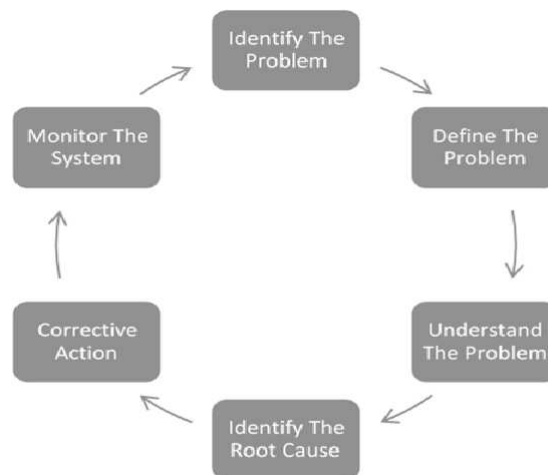 Identify The
Problem
Define The
Problem
Understand
The Problem
Identify The
Root Cause
Corrective
Action
Monitor The
System